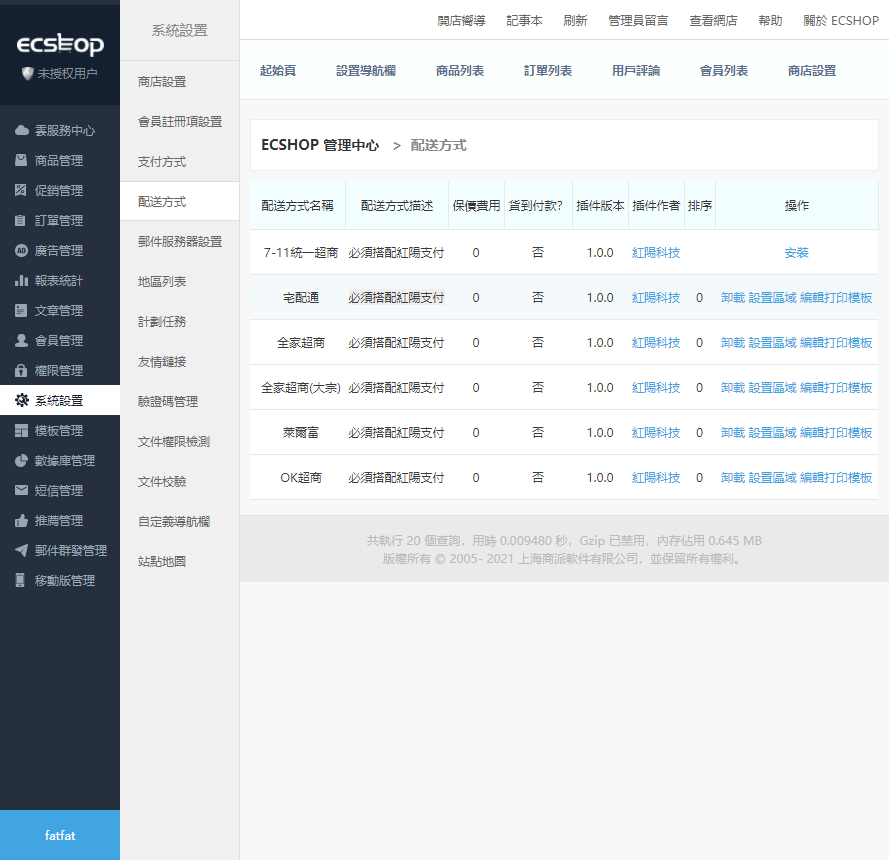 ecshop
未授权用户
雲服務中心
商品管理
促銷管理
訂單管理
廣告管理
報表統計
文章管理
會員管理
權限管理
系統設置
模板管理
數據庫管理
短信管理
推薦管理
郵件群發管理
移動版管理
fatfat
系統設置
商店設置
會員註冊項設置
支付方式
配送方式
郵件服務器設置
地區列表
計劃任務
友情鏈接
驗證碼管理
文件權限檢測
文件校驗
自定義導航欄
站點地圖
開店嚮導 記事本 刷新 管理員留言 查看網店 幫助 關於 ECSHOP
起始頁 設置導航欄 商品列表 訂單列表 用戶評論 會員列表 商店設置
ECSHOP 管理中心 > 配送方式
配送方式名稱 配送方式描述 保價費用 貨到付款? 插件版本 插件作者 排序 操作
7-11統一超商 必須搭配紅陽支付 0 否 1.0.0 紅陽科技 安裝
宅配通 必須搭配紅陽支付 0 否 1.0.0 紅陽科技 0 卸載 設置區域 編輯打印模板
全家超商 必須搭配紅陽支付 0 否 1.0.0 紅陽科技 0 卸載 設置區域 編輯打印模板
全家超商(大宗) 必須搭配紅陽支付 0 否 1.0.0 紅陽科技 0 卸載 設置區域 編輯打印模板
萊爾富 必須搭配紅陽支付 0 否 1.0.0 紅陽科技 0 卸載 設置區域 編輯打印模板
OK超商 必須搭配紅陽支付 0 否 1.0.0 紅陽科技 0 卸載 設置區域 編輯打印模板
共執行 20 個查詢，用時 0.009480 秒，Gzip 已禁用，內存佔用 0.645 MB
版權所有 © 2005- 2021 上海商派軟件有限公司，並保留所有權利。